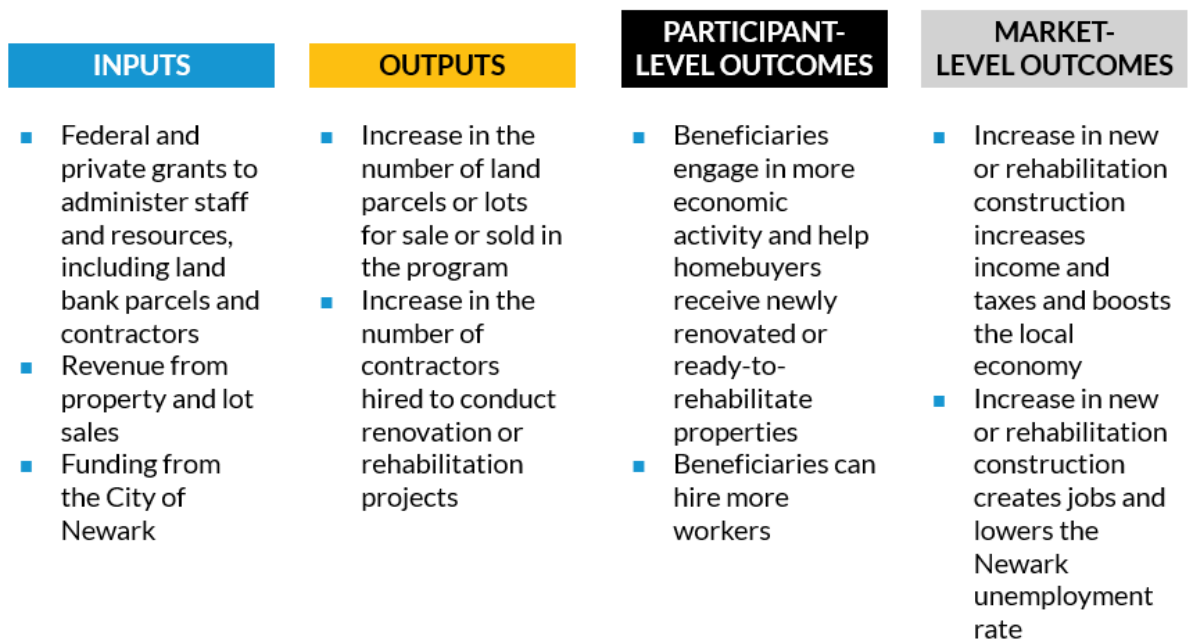 INPUTS
Federal and
private grants to
administer staff
and resources,
including land
bank parcels and
contractors
Revenue from
property and lot
sales
Funding from
the City of
Newark
OUTPUTS
Increase in the
number of land
parcels or lots
for sale or sold in
the program
Increase in the
number of
contractors
hired to conduct
renovation or
rehabilitation
projects
PARTICIPANT-
LEVEL OUTCOMES
Beneficiaries
engage in more
economic
activity and help
homebuyers
receive newly
renovated or
ready-to-
rehabilitate
properties
Beneficiaries can
hire more
workers
MARKET-
LEVEL OUTCOMES
Increase in new
or rehabilitation
construction
increases
income and
taxes and boosts
the local
economy
Increase in new
or rehabilitation
construction
creates jobs and
lowers the
Newark
unemployment
rate